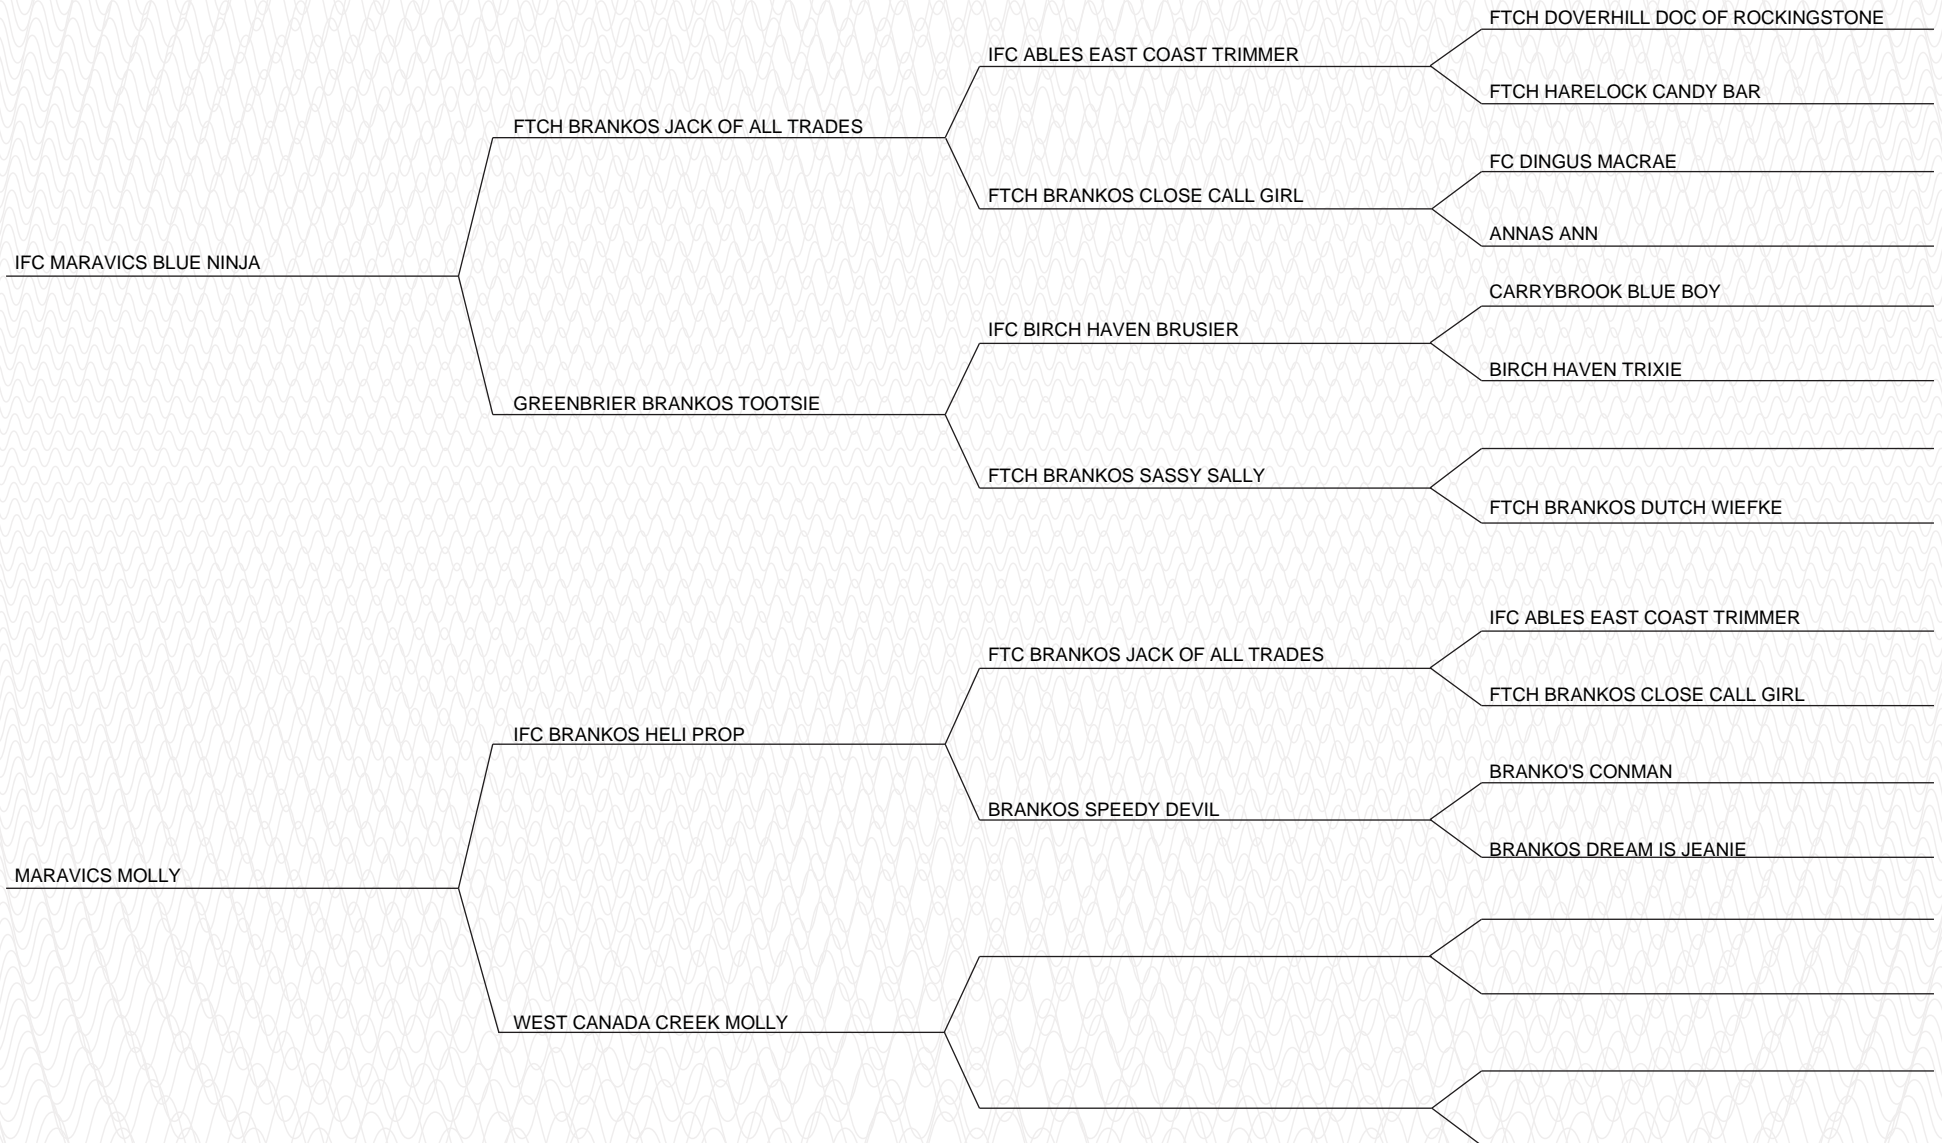 FTCH DOVERHILL DOC OF ROCKINGSTONE
IFC ABLES EAST COAST TRIMMER
FTCH HARELOCK CANDY BAR
FTCH BRANKOS JACK OF ALL TRADES
FC DINGUS MACRAE
FTCH BRANKOS CLOSE CALL GIRL
ANNAS ANN
IFC MARAVICS BLUE NINJA
CARRYBROOK BLUE BOY
IFC BIRCH HAVEN BRUSIER
BIRCH HAVEN TRIXIE
GREENBRIER BRANKOS TOOTSIE
FTCH BRANKOS SASSY SALLY
FTCH BRANKOS DUTCH WIEFKE
IFC ABLES EAST COAST TRIMMER
FTC BRANKOS JACK OF ALL TRADES
FTCH BRANKOS CLOSE CALL GIRL
IFC BRANKOS HELI PROP
BRANKO'S CONMAN
BRANKOS SPEEDY DEVIL
BRANKOS DREAM IS JEANIE
MARAVICS MOLLY
WEST CANADA CREEK MOLLY